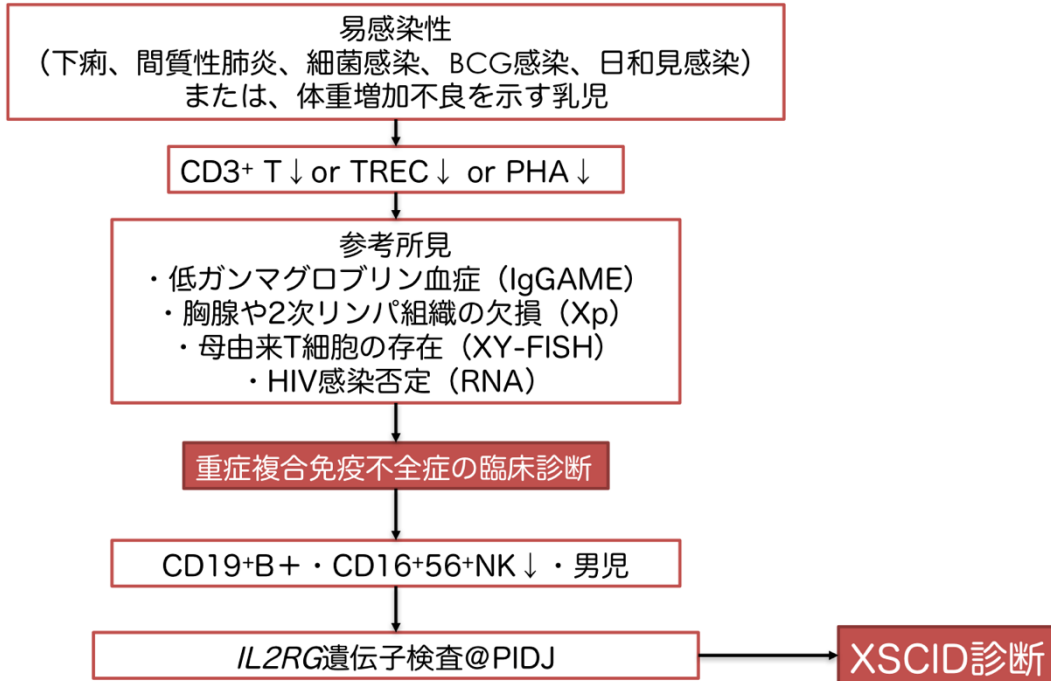 易感染性
（下痢、間質性肺炎、細菌感染、BCG感染、日和見感染）
または、体重増加不良を示す乳児
CD3⁺ T↓or TREC↓ or PHA↓
参考所見
・低ガンマグロブリン血症（IgGAME）
・胸腺や2次リンパ組織の欠損（Xp）
・母由来T細胞の存在（XY-FISH）
・HIV感染否定（RNA）
重症複合免疫不全症の臨床診断
CD19⁺B＋・CD16⁺56⁺NK↓・男児
IL2RG遺伝子検査@PIDJ
XSCID診断